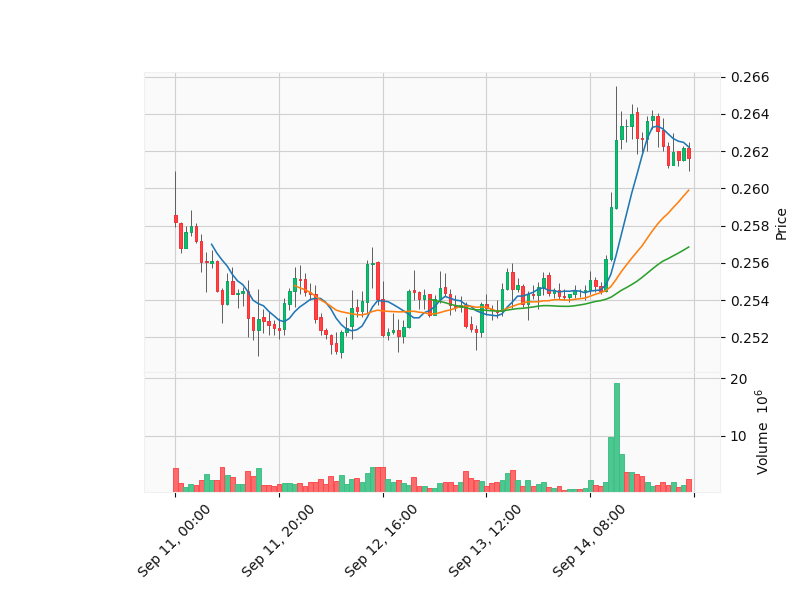 0.266
0.264
0.262
0.260
0.258
0.256
0.254
0.252
Price
20
10
Volume 10⁶
Sep 11, 00:00
Sep 11, 20:00
Sep 12, 16:00
Sep 13, 12:00
Sep 14, 08:00